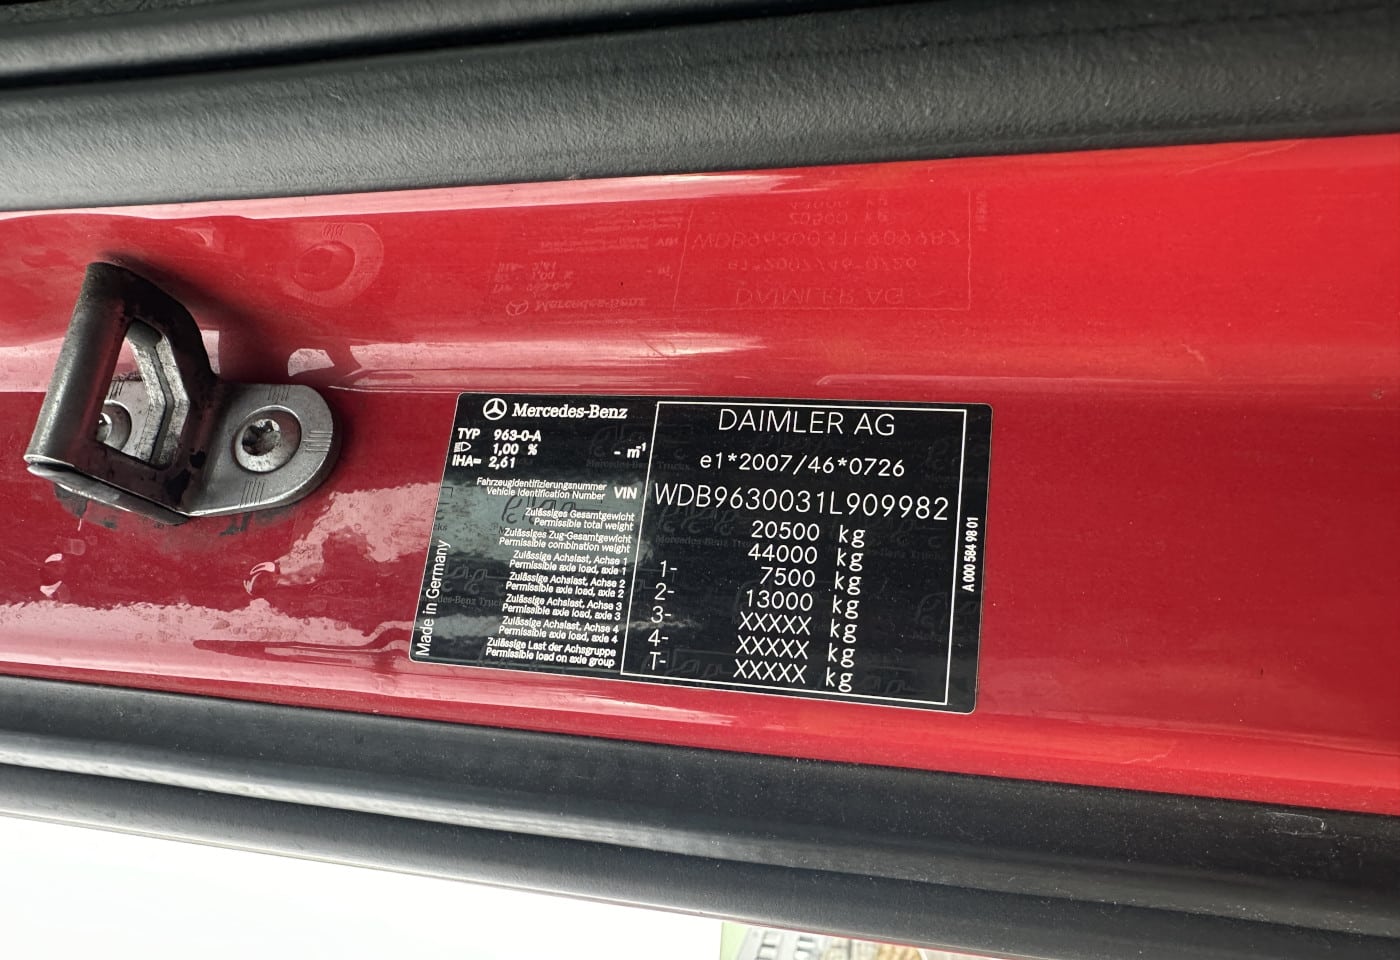 Mercedes-Benz
TYP 963-0-A
1,00 % - m⁻¹
IHA= 2,61
DAIMLER AG
e1*2007/46*0726
Fahrzeugidentifizierungsnummer
Vehicle Identification Number VIN WDB9630031L909982
Zulässiges Gesamtgewicht
Permissible total weight 20500 kg
Zulässiges Zug-Gesamtgewicht
Permissible combination weight 44000 kg
Zulässige Achslast, Achse 1
Permissible axle load, axle 1 1- 7500 kg
Zulässige Achslast, Achse 2
Permissible axle load, axle 2 2- 13000 kg
Zulässige Achslast, Achse 3
Permissible axle load, axle 3 3- XXXXX kg
Zulässige Achslast, Achse 4
Permissible axle load, axle 4 4- XXXXX kg
Zulässige Last der Achsgruppe
Permissible load on axle group T- XXXXX kg
Made in Germany
A 000 584 98 01